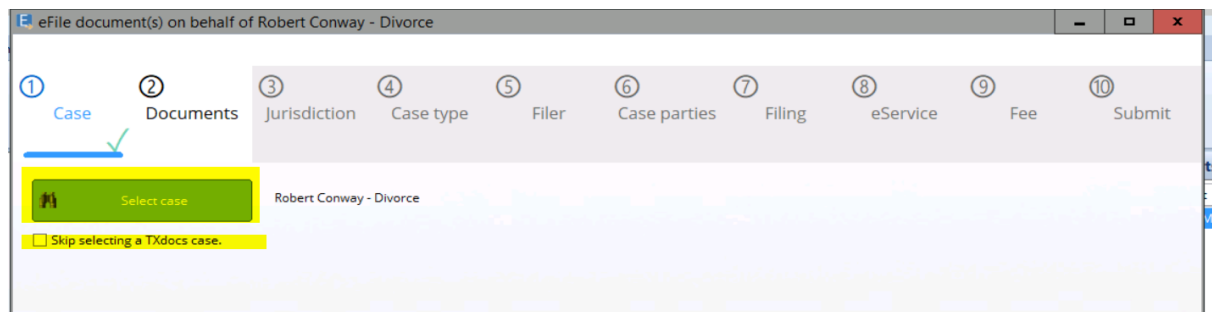 eFile document(s) on behalf of Robert Conway - Divorce
1 2 3 4 5 6 7 8 9 10
Case Documents Jurisdiction Case type Filer Case parties Filing eService Fee Submit
Select case Robert Conway - Divorce
Skip selecting a TXdocs case.